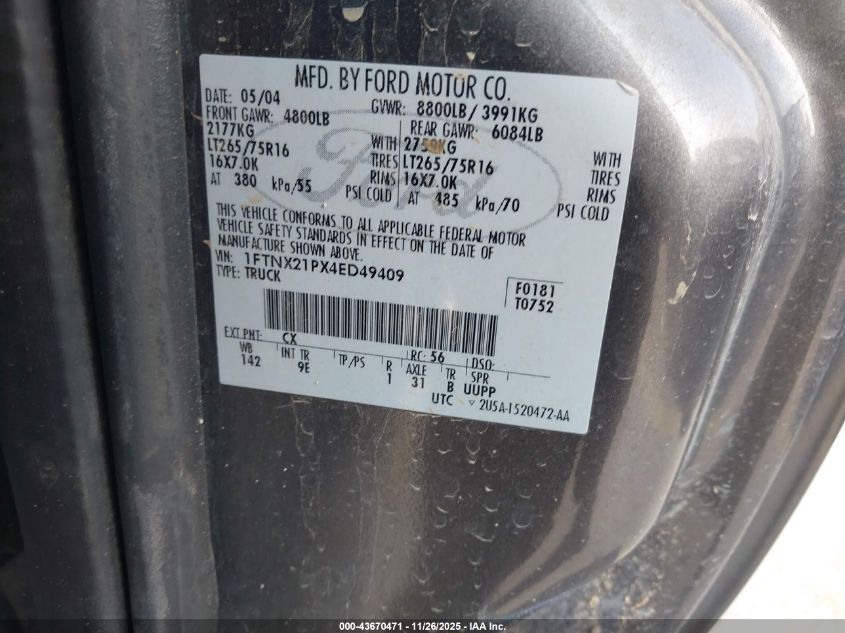 MFD. BY FORD MOTOR CO.
DATE: 05/04 GVWR: 8800LB/ 3991KG
FRONT GAWR: 4800LB REAR GAWR: 6084LB
2177KG WITH 2759KG WITH
LT265/75R16 TIRES LT265/75R16 TIRES
16X7.0K RIMS 16X7.0K RIMS
AT 380 kPa/55 PSI COLD AT 485 kPa/70 PSI COLD
THIS VEHICLE CONFORMS TO ALL APPLICABLE FEDERAL MOTOR
VEHICLE SAFETY STANDARDS IN EFFECT ON THE DATE OF
MANUFACTURE SHOWN ABOVE.
VIN: 1FTNX21PX4ED49409
TYPE: TRUCK
F0181
T0752
EXT PNT: CX RC: 56 DSO:
WB INT TR TP/PS R AXLE TR SPR
142 9E 1 31 B UUPP
UTC 2U5A-1520472-AA
Ford
000-43670471 - 11/26/2025 - IAA Inc.